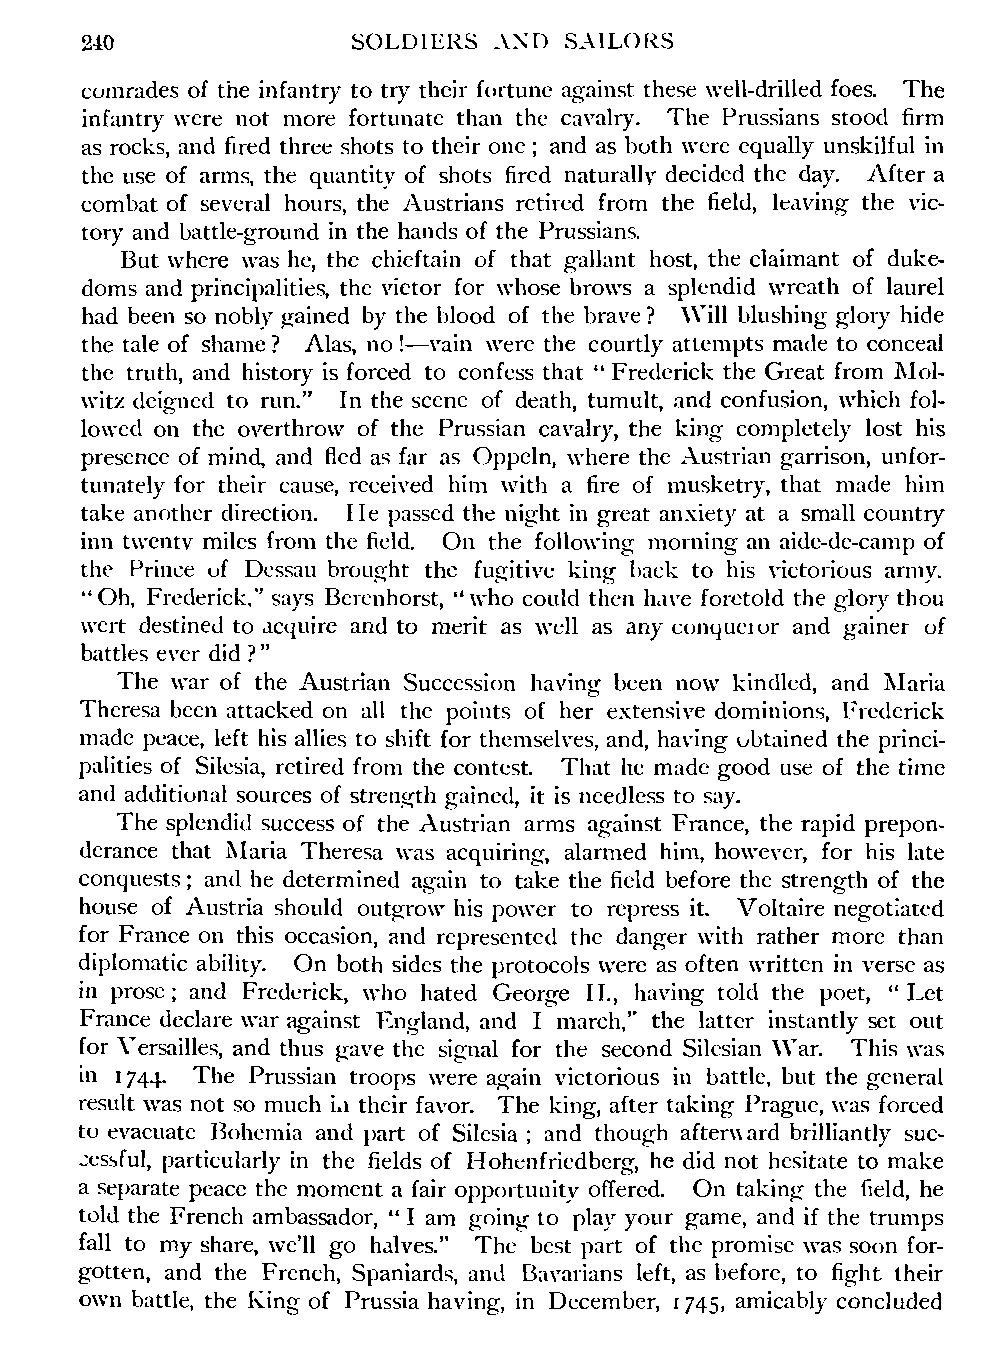 240 SOLDIERS AND SAILORS
comrades of the infantry to try their fortune against these well-drilled foes. The
infantry were not more fortunate than the cavalry. The Prussians stood firm
as rocks, and fired three shots to their one; and as both were equally unskilful in
the use of arms, the quantity of shots fired naturally decided the day. After a
combat of several hours, the Austrians retired from the field, leaving the vic-
tory and battle-ground in the hands of the Prussians.
But where was he, the chieftain of that gallant host, the claimant of duke-
doms and principalities, the victor for whose brows a splendid wreath of laurel
had been so nobly gained by the blood of the brave? Will blushing glory hide
the tale of shame? Alas, no!—vain were the courtly attempts made to conceal
the truth, and history is forced to confess that "Frederick the Great from Mol-
witz deigned to run." In the scene of death, tumult, and confusion, which fol-
lowed on the overthrow of the Prussian cavalry, the king completely lost his
presence of mind, and fled as far as Oppeln, where the Austrian garrison, unfor-
tunately for their cause, received him with a fire of musketry, that made him
take another direction. He passed the night in great anxiety at a small country
inn twenty miles from the field. On the following morning an aide-de-camp of
the Prince of Dessau brought the fugitive king back to his victorious army.
"Oh, Frederick," says Berenhorst, "who could then have foretold the glory thou
wert destined to acquire and to merit as well as any conqueror and gainer of
battles ever did?"
The war of the Austrian Succession having been now kindled, and Maria
Theresa been attacked on all the points of her extensive dominions, Frederick
made peace, left his allies to shift for themselves, and, having obtained the princi-
palities of Silesia, retired from the contest. That he made good use of the time
and additional sources of strength gained, it is needless to say.
The splendid success of the Austrian arms against France, the rapid prepon-
derance that Maria Theresa was acquiring, alarmed him, however, for his late
conquests; and he determined again to take the field before the strength of the
house of Austria should outgrow his power to repress it. Voltaire negotiated
for France on this occasion, and represented the danger with rather more than
diplomatic ability. On both sides the protocols were as often written in verse as
in prose; and Frederick, who hated George II., having told the poet, "Let
France declare war against England, and I march," the latter instantly set out
for Versailles, and thus gave the signal for the second Silesian War. This was
in 1744. The Prussian troops were again victorious in battle, but the general
result was not so much in their favor. The king, after taking Prague, was forced
to evacuate Bohemia and part of Silesia; and though afterward brilliantly suc-
cessful, particularly in the fields of Hohenfriedberg, he did not hesitate to make
a separate peace the moment a fair opportunity offered. On taking the field, he
told the French ambassador, "I am going to play your game, and if the trumps
fall to my share, we'll go halves." The best part of the promise was soon for-
gotten, and the French, Spaniards, and Bavarians left, as before, to fight their
own battle, the King of Prussia having, in December, 1745, amicably concluded